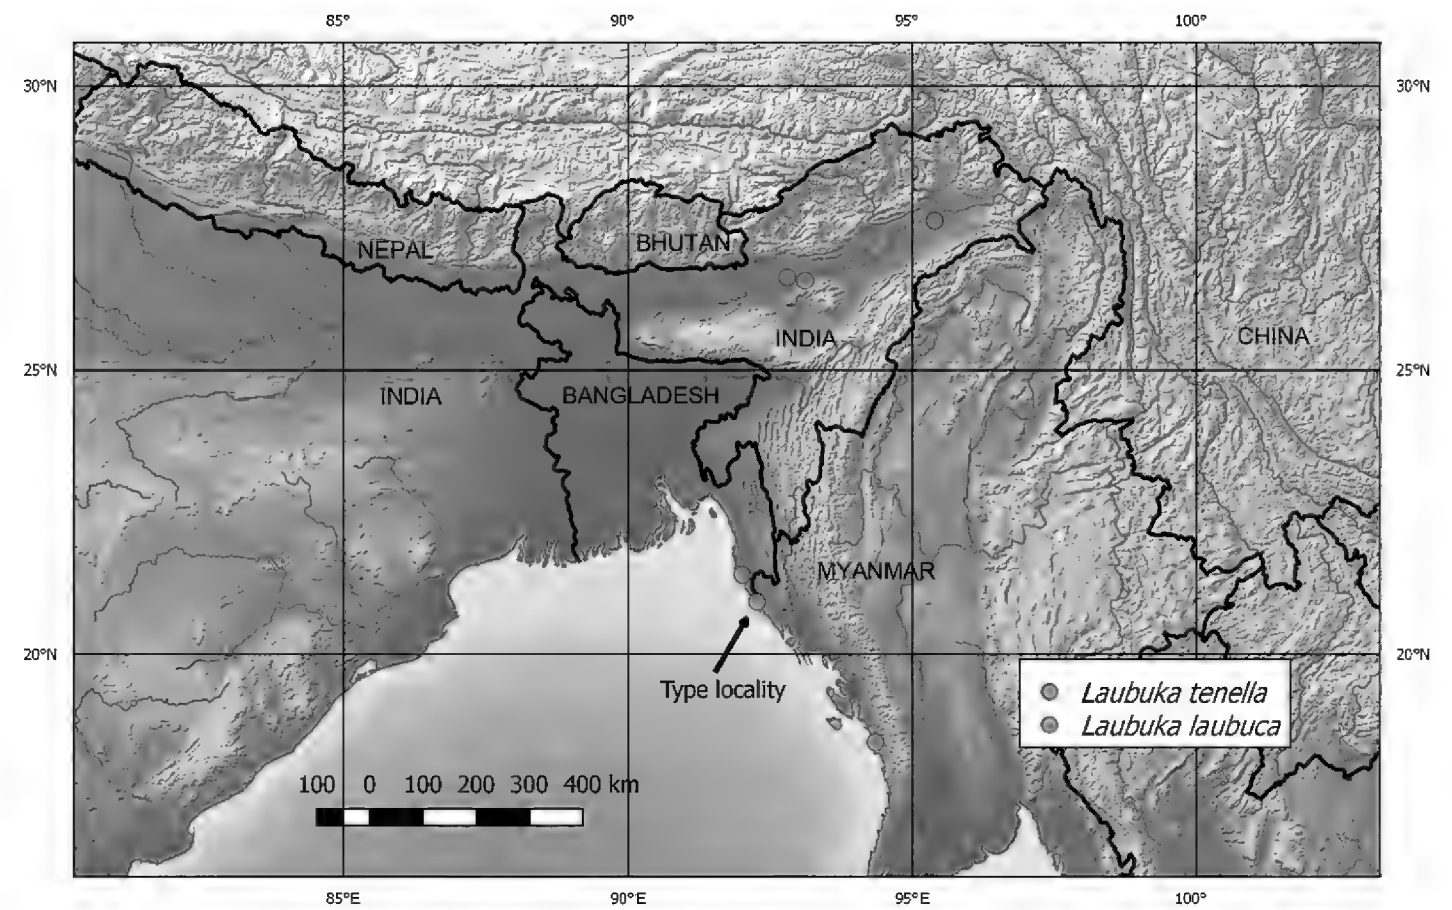 85° 90° 95° 100°
30°N 30°N
NEPAL BHUTAN
INDIA CHINA
25°N 25°N
INDIA BANGLADESH
MYANMAR
20°N 20°N
Type locality
Laubuka tenella
Laubuka laubuca
100 0 100 200 300 400 km
85°E 90°E 95°E 100°